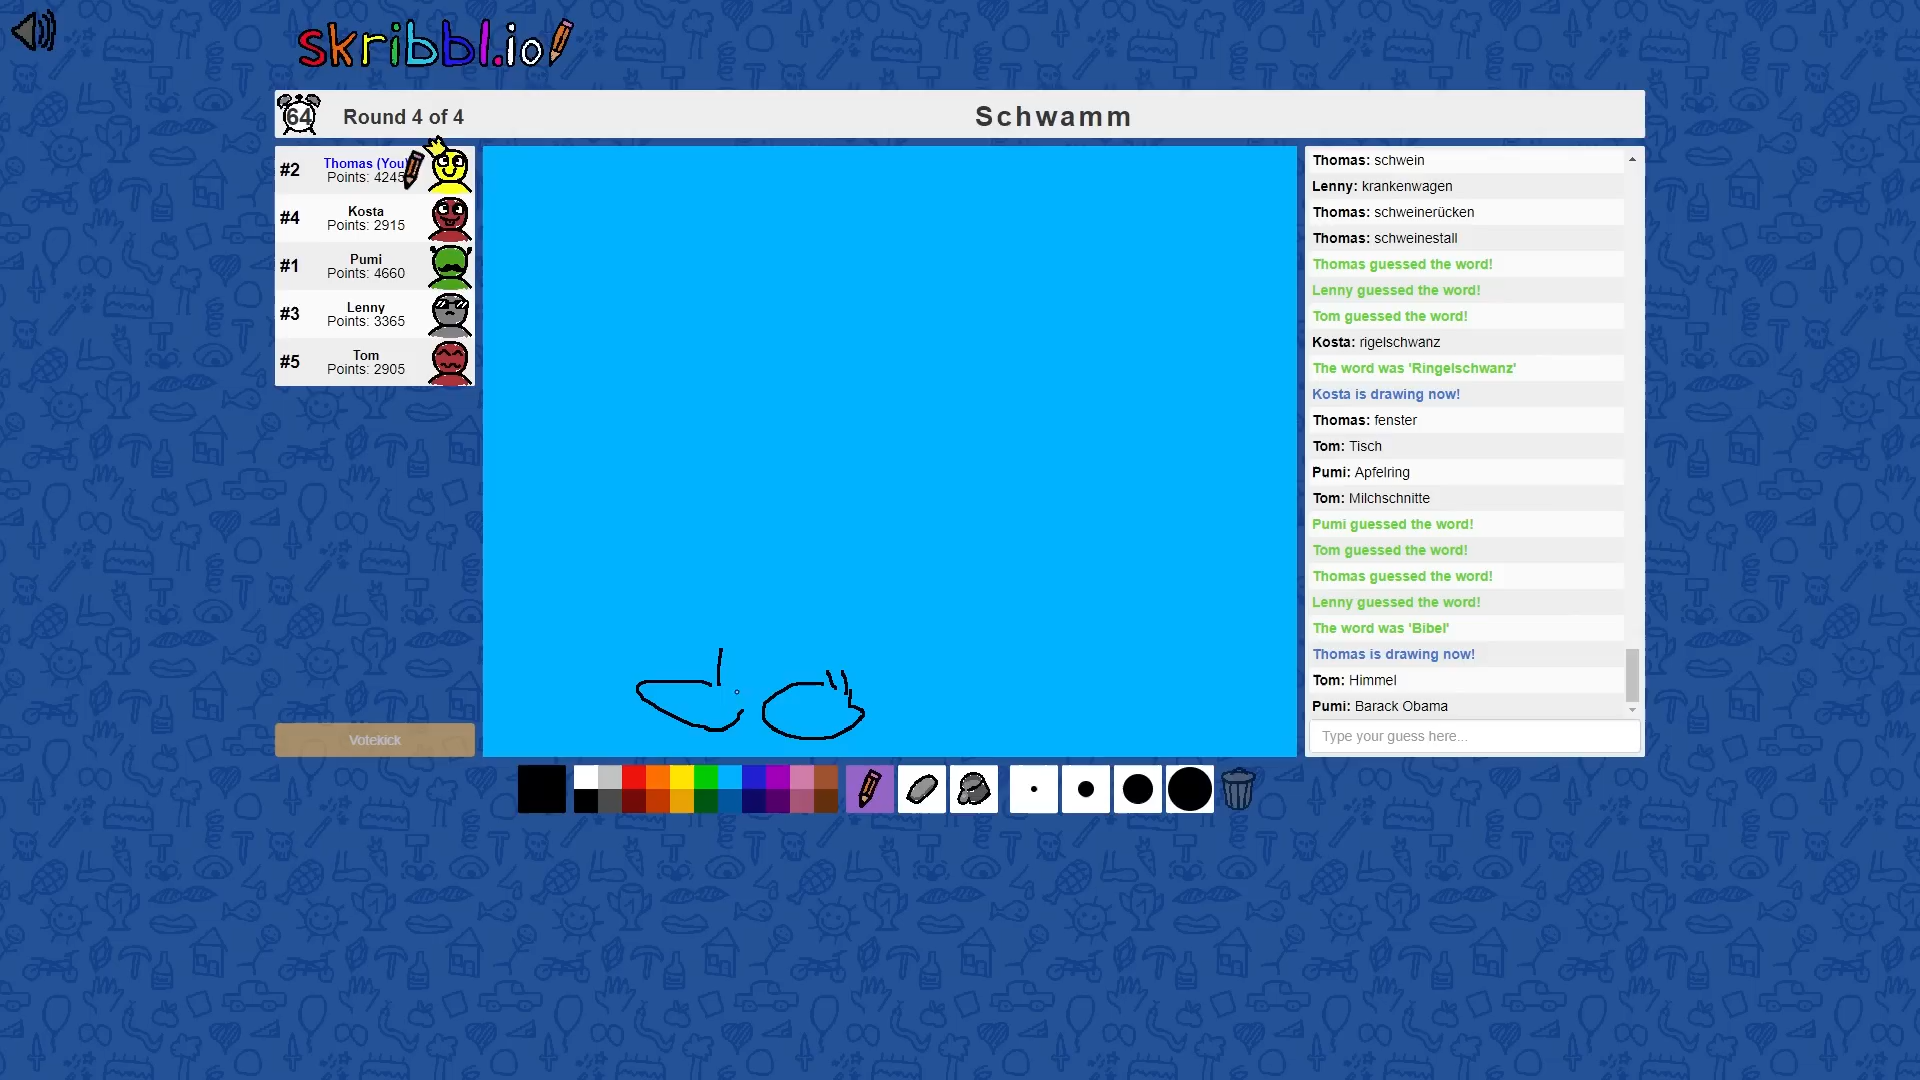 skribbl.io
64
Round 4 of 4
Schwamm
#2
Thomas (You)
Points: 4245
#4
Kosta
Points: 2915
#1
Pumi
Points: 4660
#3
Lenny
Points: 3365
#5
Tom
Points: 2905
Votekick
Thomas: schwein
Lenny: krankenwagen
Thomas: schweinerücken
Thomas: schweinestall
Thomas guessed the word!
Lenny guessed the word!
Tom guessed the word!
Kosta: rigelschwanz
The word was 'Ringelschwanz'
Kosta is drawing now!
Thomas: fenster
Tom: Tisch
Pumi: Apfelring
Tom: Milchschnitte
Pumi guessed the word!
Tom guessed the word!
Thomas guessed the word!
Lenny guessed the word!
The word was 'Bibel'
Thomas is drawing now!
Tom: Himmel
Pumi: Barack Obama
Type your guess here...